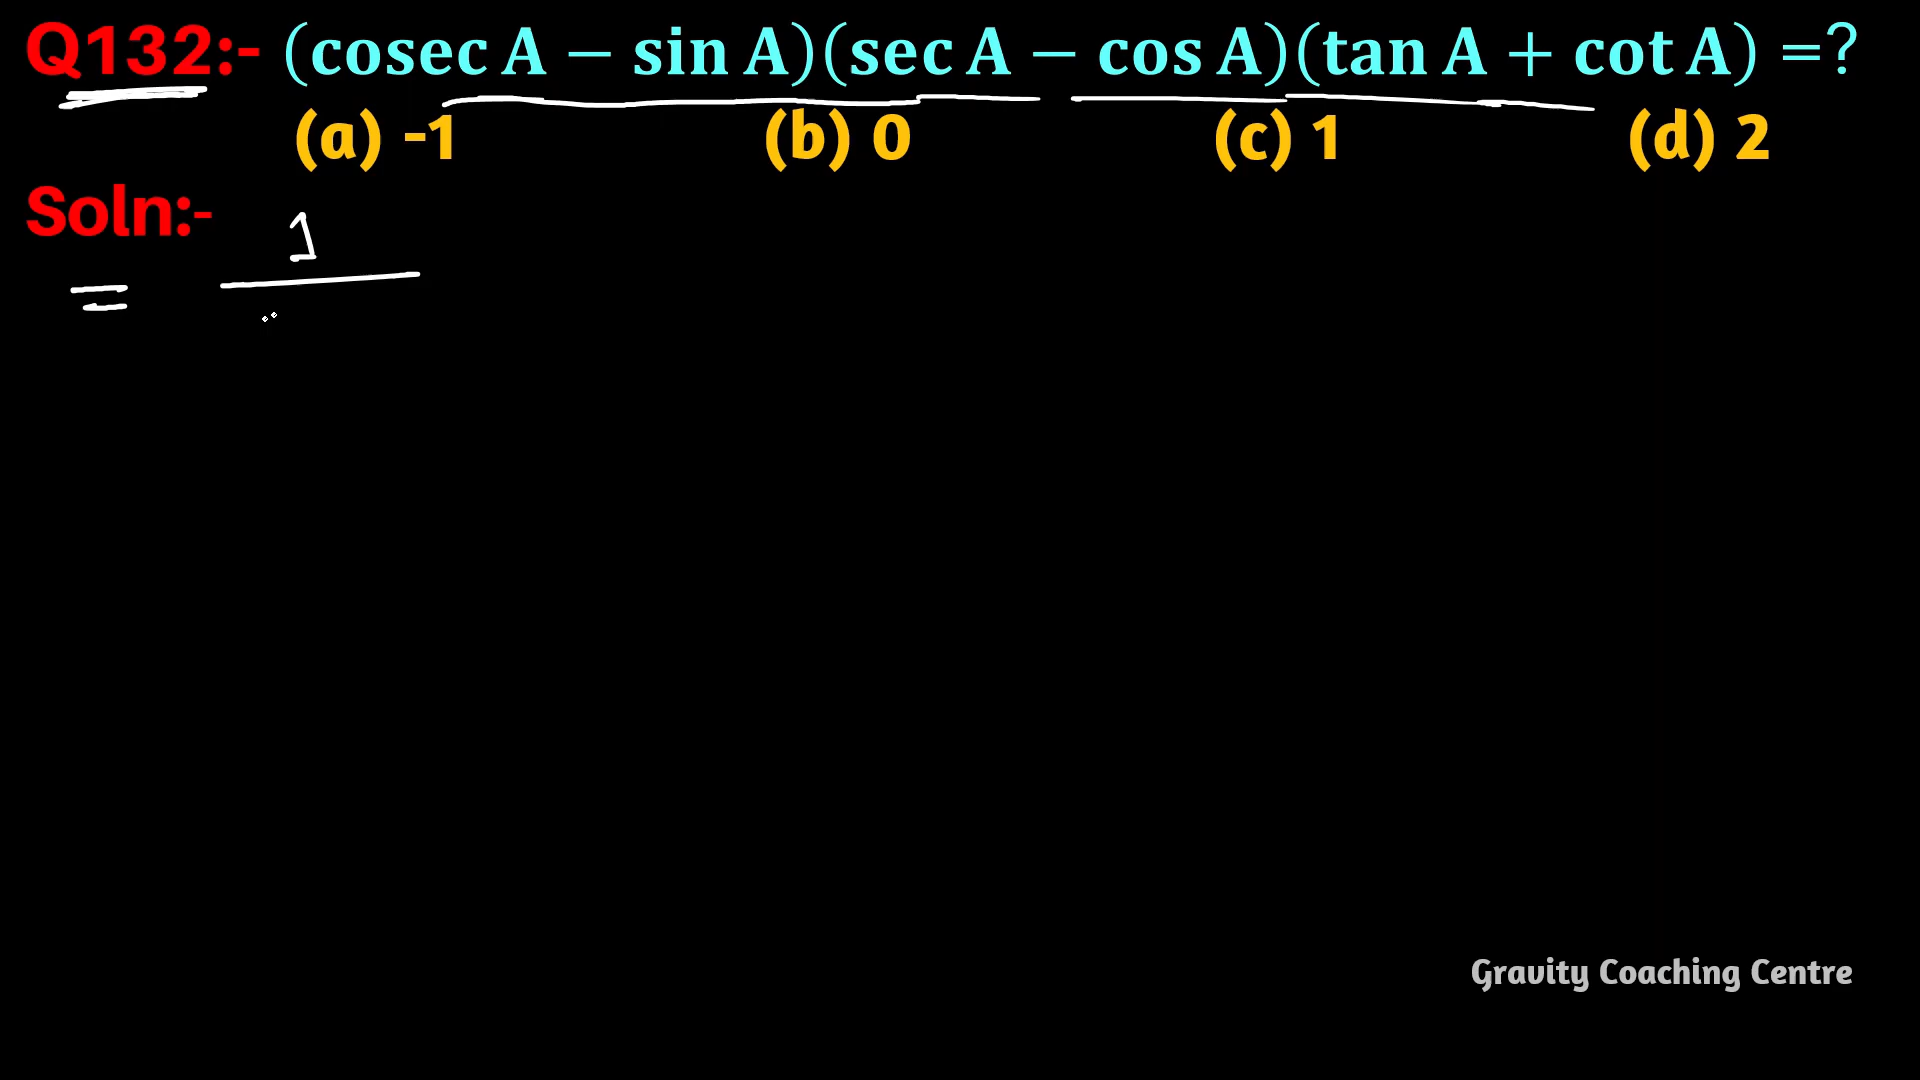 Q132:- (cosec A − sin A)(sec A − cos A)(tan A + cot A) =?
(a) -1 (b) 0 (c) 1 (d) 2
Soln:-
= 1
Gravity Coaching Centre